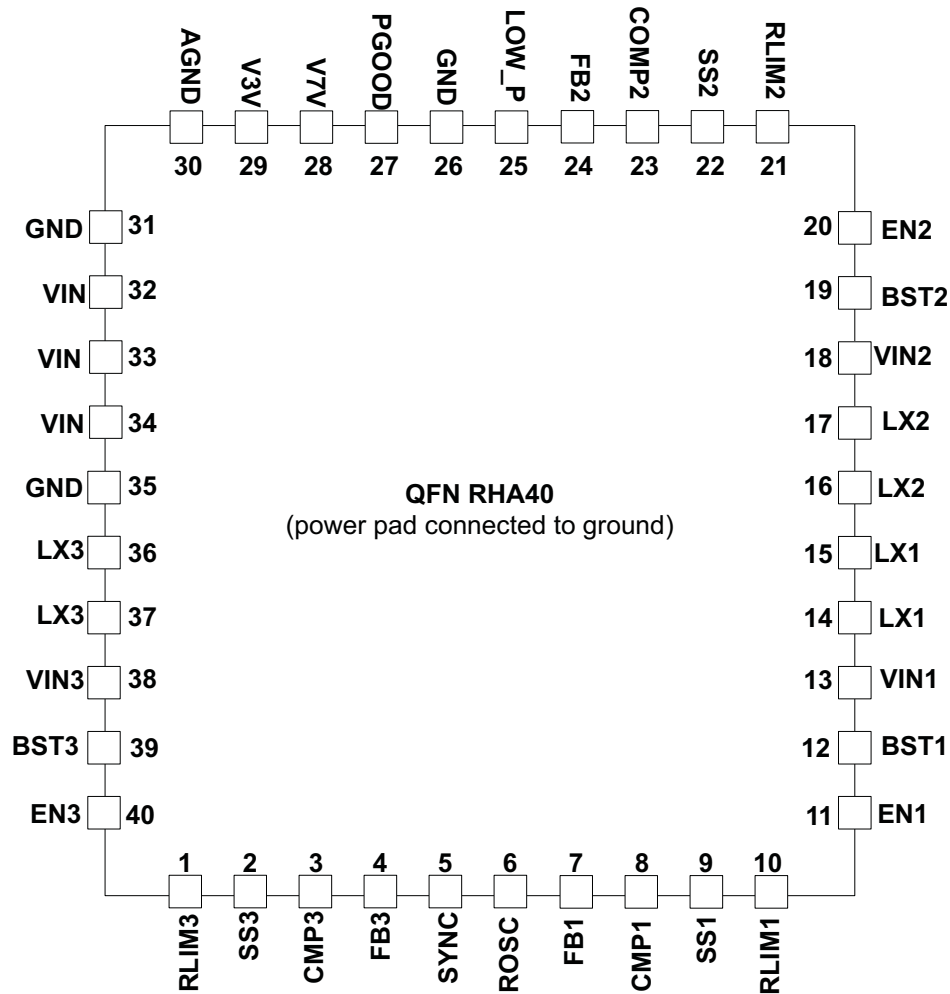 AGND
V3V
V7V
PGOOD
GND
LOW_P
FB2
COMP2
SS2
RLIM2
30 29 28 27 26 25 24 23 22 21
GND 31
VIN 32
VIN 33
VIN 34
GND 35
LX3 36
LX3 37
VIN3 38
BST3 39
EN3 40
QFN RHA40
(power pad connected to ground)
20 EN2
19 BST2
18 VIN2
17 LX2
16 LX2
15 LX1
14 LX1
13 VIN1
12 BST1
11 EN1
1 2 3 4 5 6 7 8 9 10
RLIM3
SS3
CMP3
FB3
SYNC
ROSC
FB1
CMP1
SS1
RLIM1